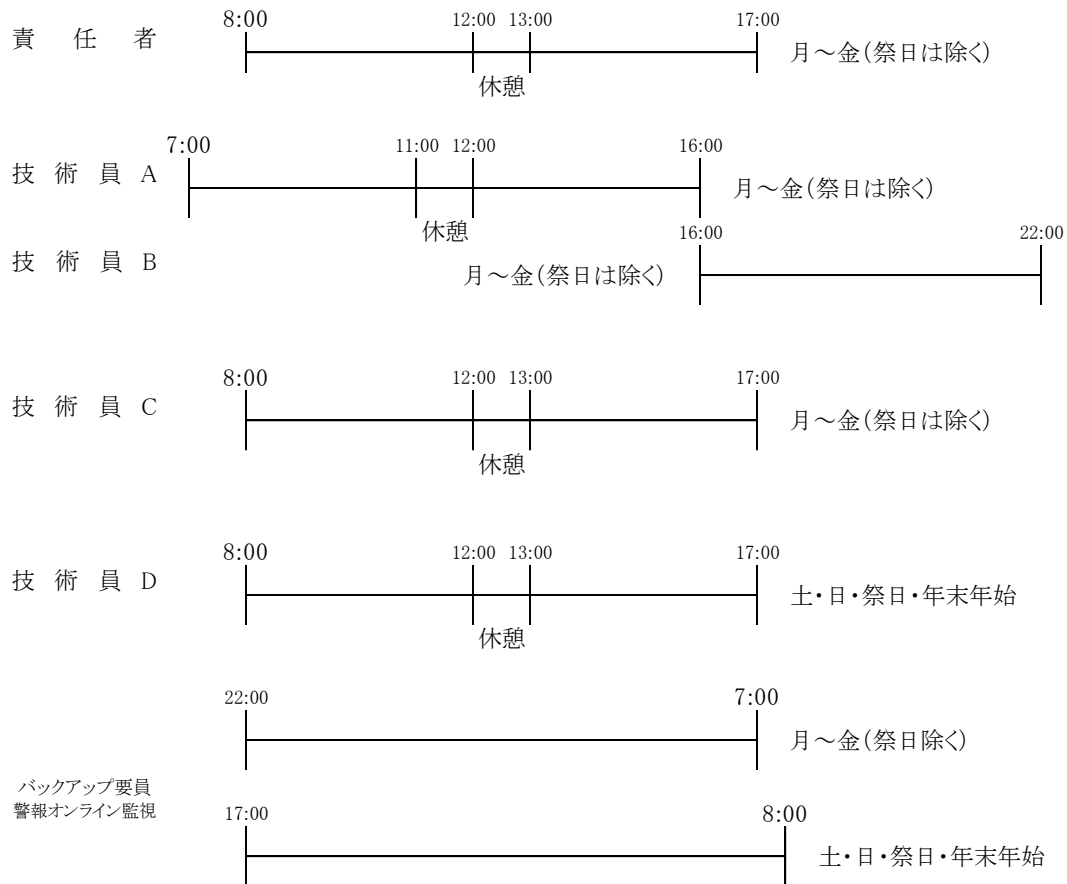 8:00 12:00 13:00 17:00
責任者 月～金(祭日は除く)
休憩
7:00 11:00 12:00 16:00
技術員A 月～金(祭日は除く)
休憩 16:00 22:00
技術員B 月～金(祭日は除く)
8:00 12:00 13:00 17:00
技術員C 月～金(祭日は除く)
休憩
8:00 12:00 13:00 17:00
技術員D 土・日・祭日・年末年始
休憩
22:00 7:00
月～金(祭日除く)
バックアップ要員
警報オンライン監視 17:00 8:00
土・日・祭日・年末年始